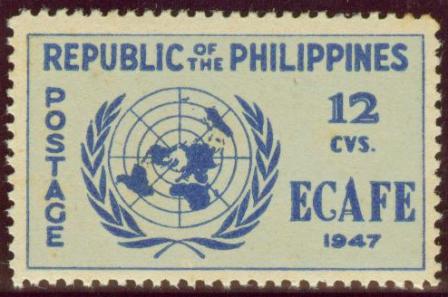 REPUBLIC OF THE PHILIPPINES
POSTAGE
12
CVS.
ECAFE
1947